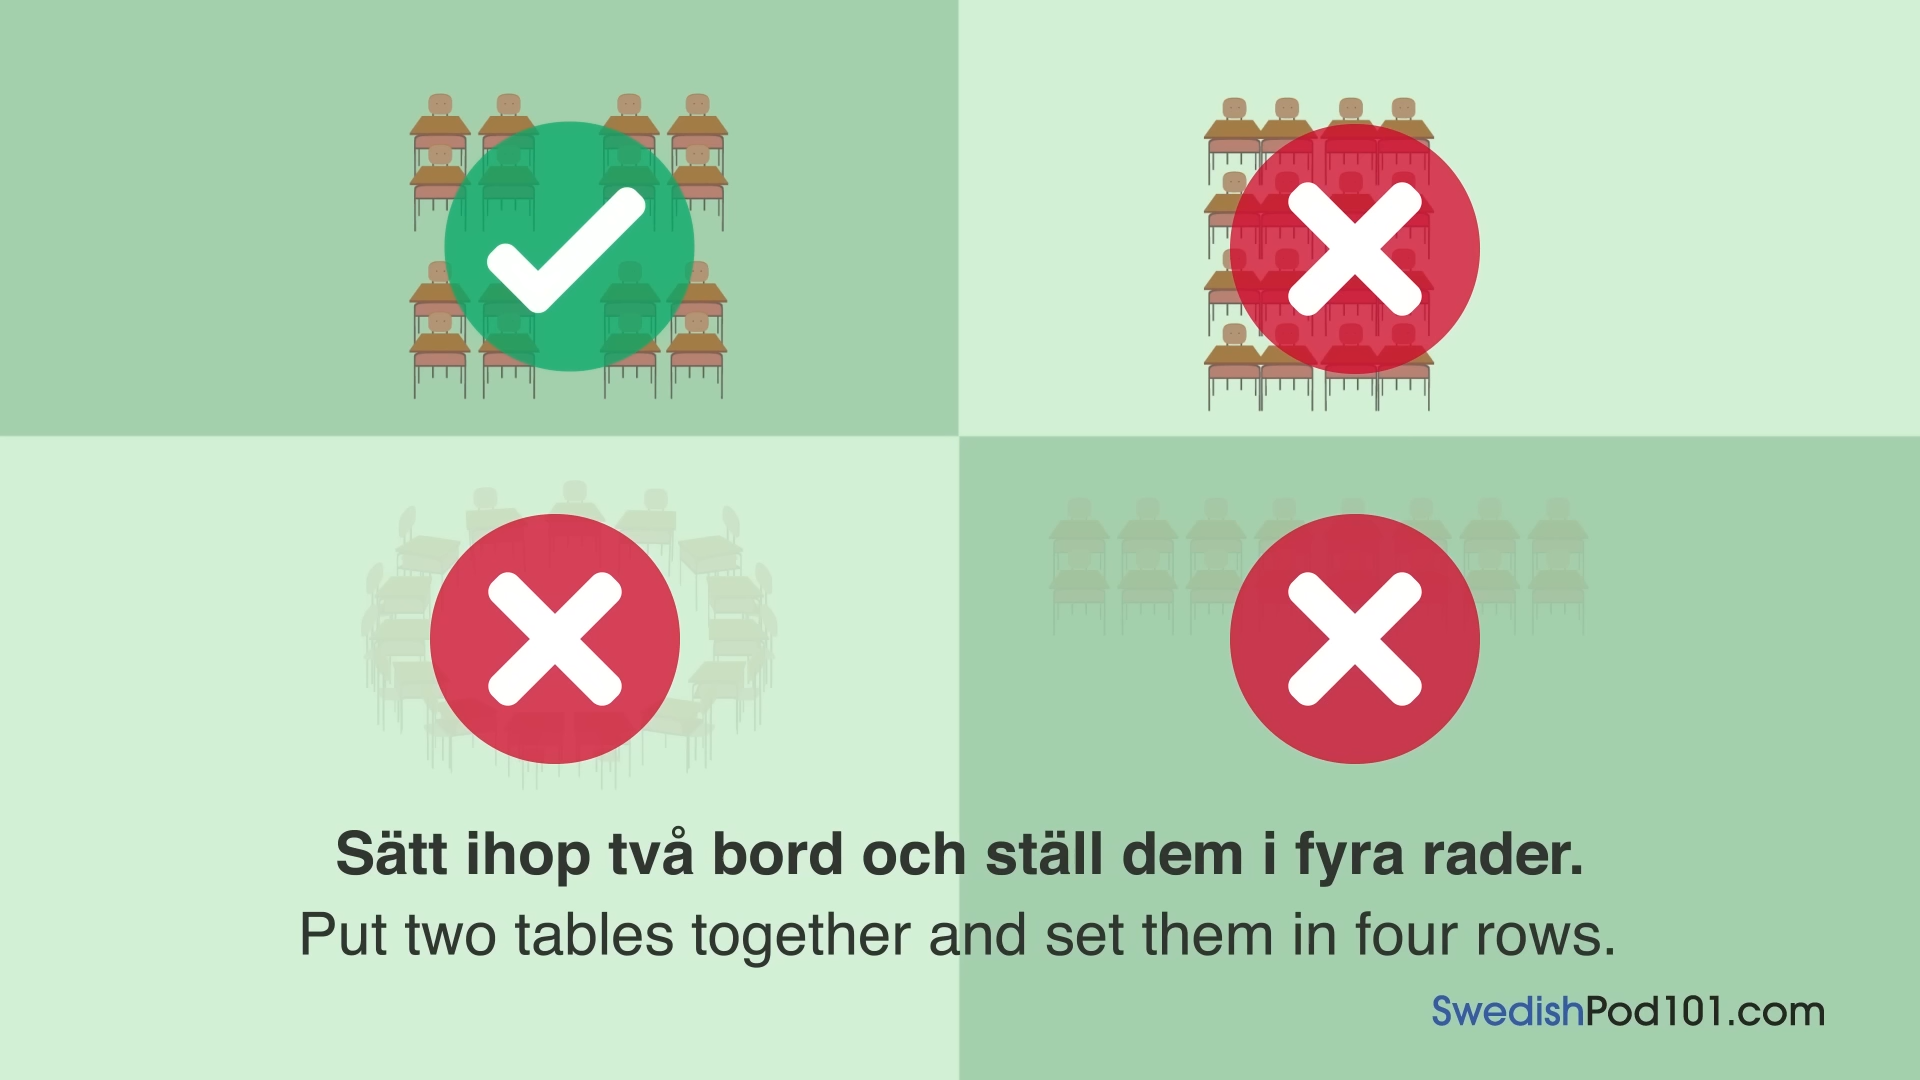 Sätt ihop två bord och ställ dem i fyra rader.
Put two tables together and set them in four rows.
SwedishPod101.com